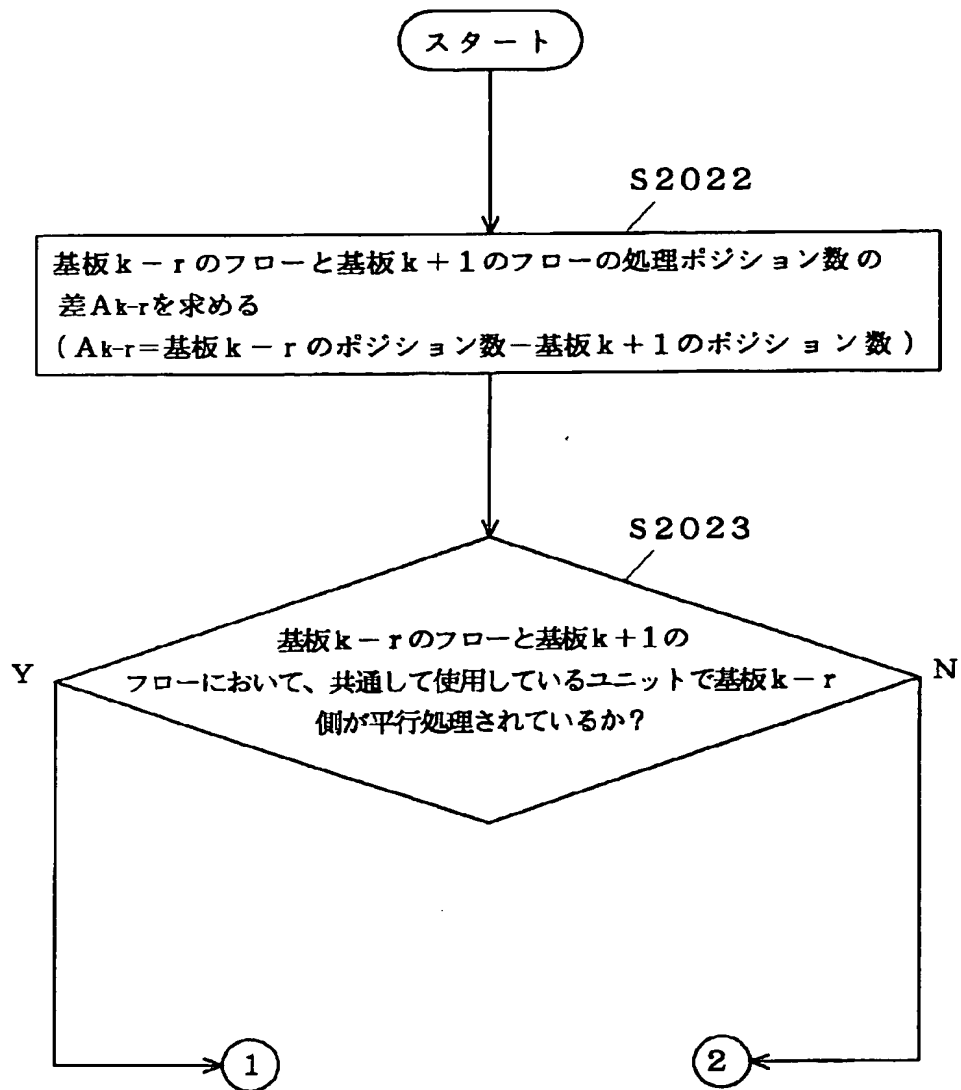 スタート
S2022
基板k-rのフローと基板k+1のフローの処理ポジション数の
差Ak-rを求める
(Ak-r=基板k-rのポジション数-基板k+1のポジション数)
S2023
基板k-rのフローと基板k+1の
フローにおいて、共通して使用しているユニットで基板k-r
側が平行処理されているか?
Y
N
1
2